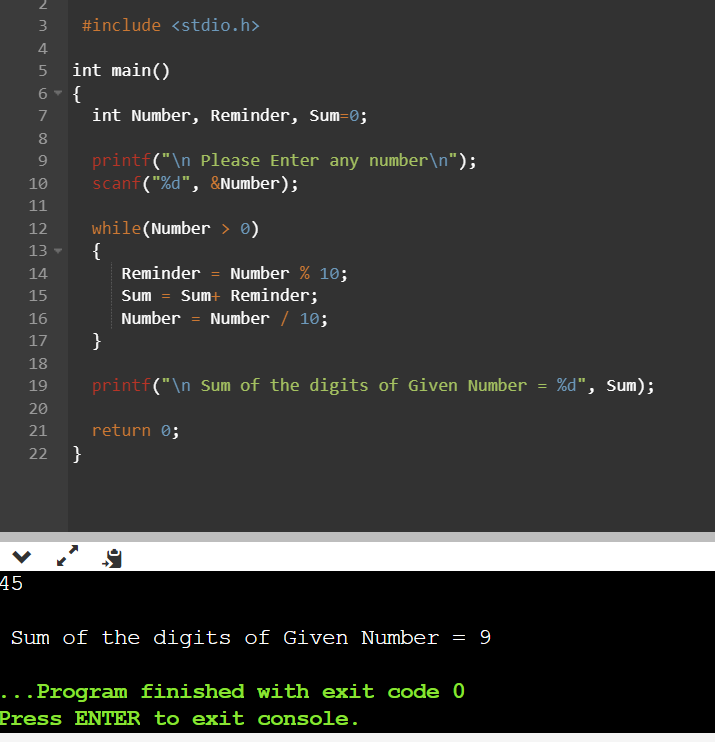 2
3 #include <stdio.h>
4
5 int main()
6 {
7 int Number, Reminder, Sum=0;
8
9 printf("\n Please Enter any number\n");
10 scanf("%d", &Number);
11
12 while(Number > 0)
13 {
14 Reminder = Number % 10;
15 Sum = Sum+ Reminder;
16 Number = Number / 10;
17 }
18
19 printf("\n Sum of the digits of Given Number = %d", Sum);
20
21 return 0;
22 }
45
Sum of the digits of Given Number = 9
...Program finished with exit code 0
Press ENTER to exit console.